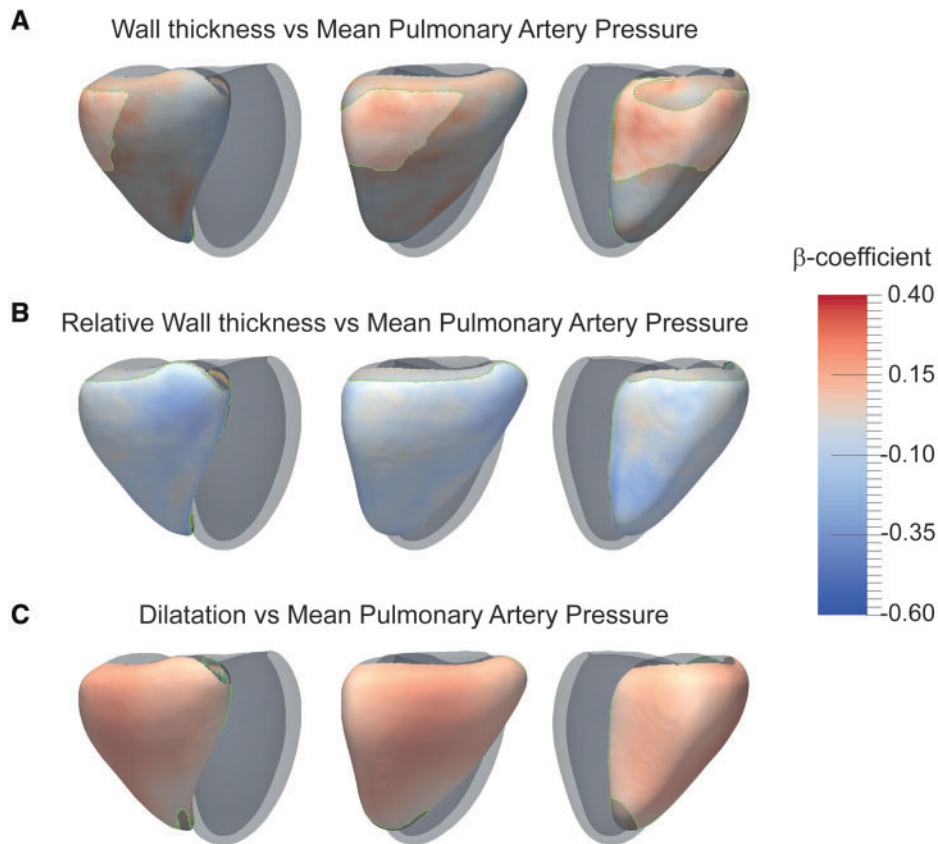 A
Wall thickness vs Mean Pulmonary Artery Pressure
B
Relative Wall thickness vs Mean Pulmonary Artery Pressure
C
Dilatation vs Mean Pulmonary Artery Pressure
β-coefficient
0.40
0.15
-0.10
-0.35
-0.60